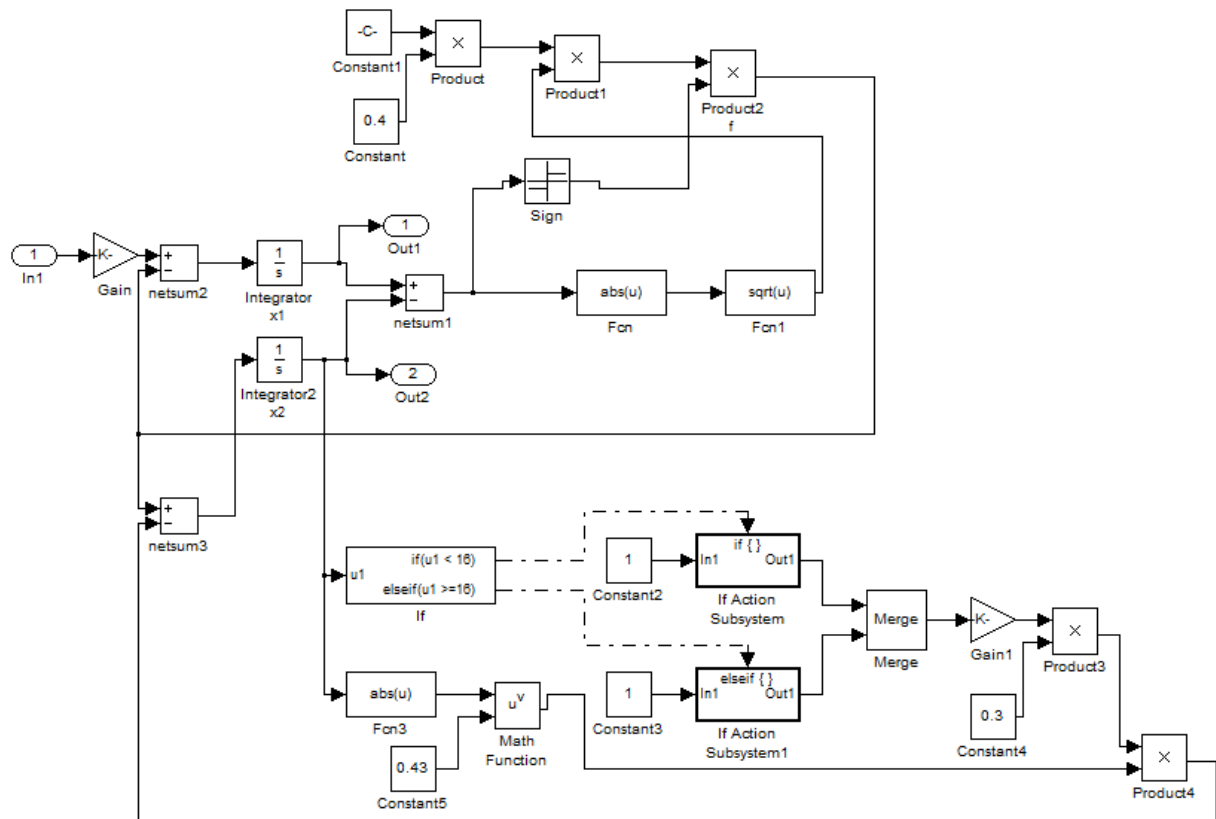 -C-
Constant1
×
Product
×
Product1
×
Product2
f
0.4
Constant
Sign
1
In1
K-
Gain
+
−
netsum2
1
s
Integrator
x1
1
Out1
+
−
netsum1
abs(u)
Fcn
sqrt(u)
Fcn1
1
s
Integrator2
x2
2
Out2
+
−
netsum3
u1
if(u1 < 16)
elseif(u1 >=16)
If
1
Constant2
if { }
In1
Out1
If Action
Subsystem
Merge
Merge
K-
Gain1
×
Product3
abs(u)
Fcn3
uv
Math
Function
1
Constant3
elseif { }
In1
Out1
If Action
Subsystem1
0.3
Constant4
0.43
Constant5
×
Product4